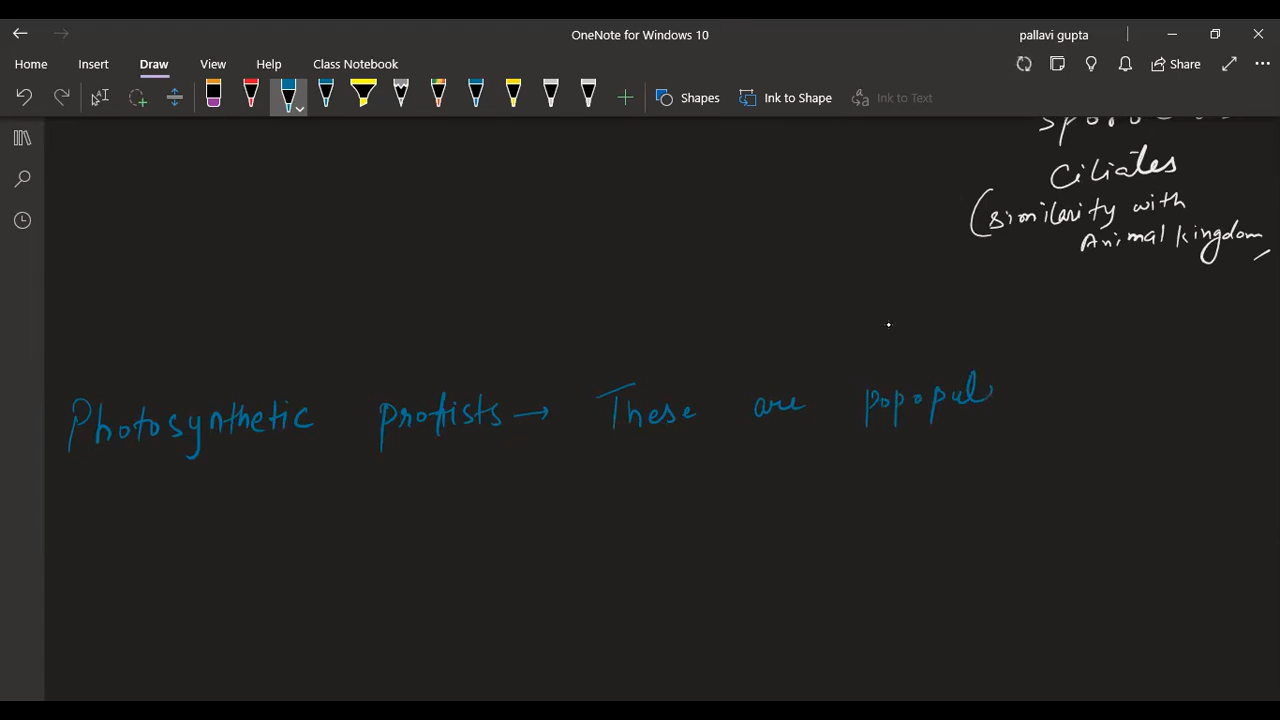 OneNote for Windows 10
pallavi gupta
Home Insert Draw View Help Class Notebook
Share
Shapes
Ink to Shape
Ink to Text
Ciliates
(Similarity with
Animal kingdom
Photosynthetic protists → These are popopul